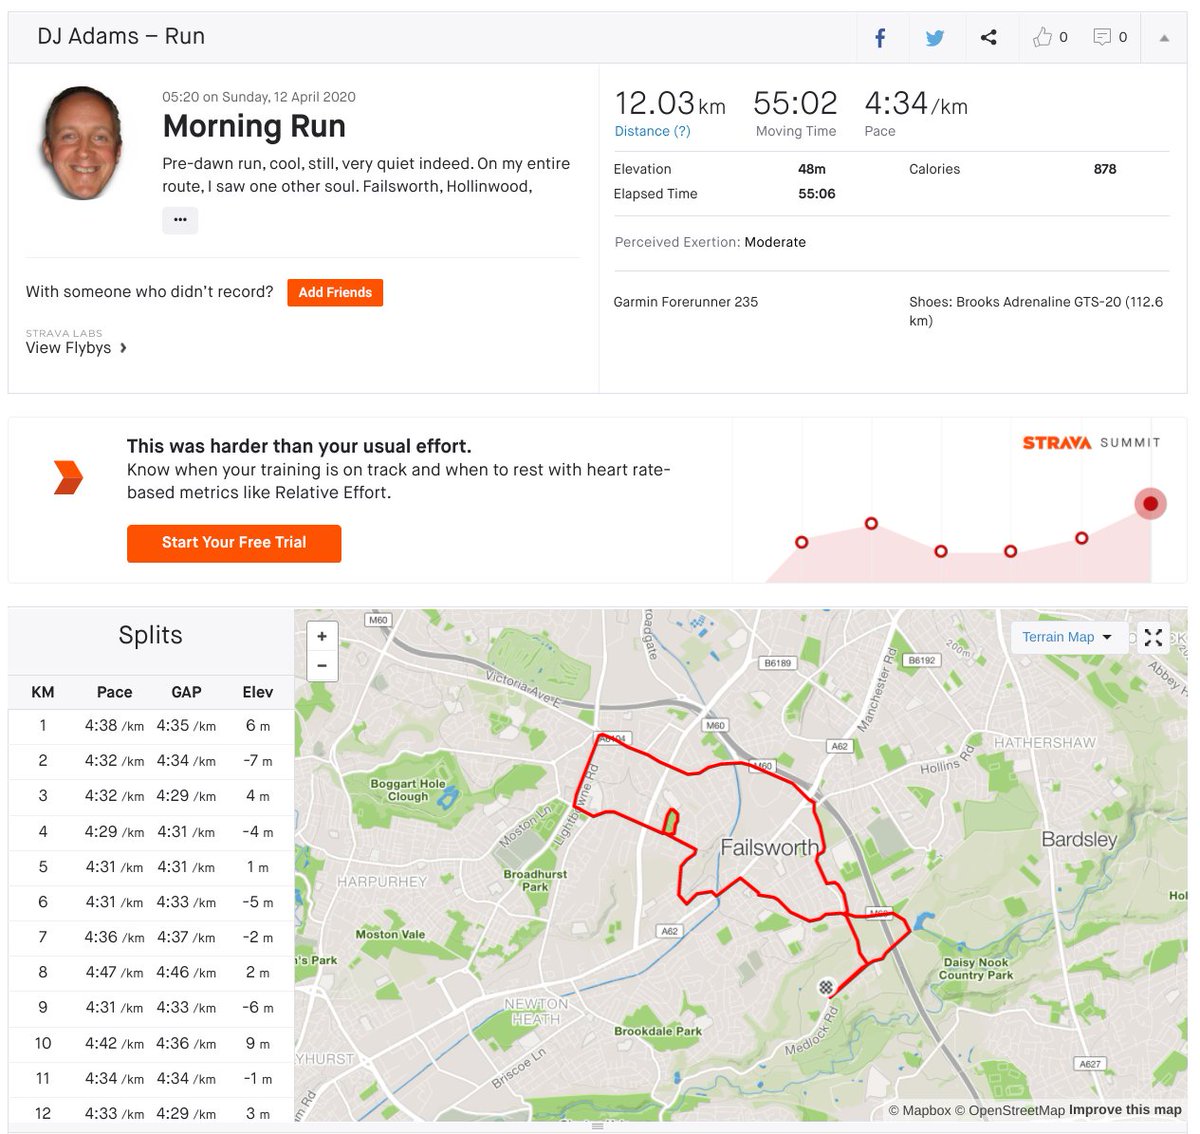 DJ Adams – Run
0
0
05:20 on Sunday, 12 April 2020
Morning Run
Pre-dawn run, cool, still, very quiet indeed. On my entire
route, I saw one other soul. Failsworth, Hollinwood,
•••
With someone who didn't record?
Add Friends
STRAVA LABS
View Flybys
12.03 km
55:02
4:34/km
Distance (?)
Moving Time
Pace
Elevation
48m
Calories
878
Elapsed Time
55:06
Perceived Exertion: Moderate
Garmin Forerunner 235
Shoes: Brooks Adrenaline GTS-20 (112.6
km)
This was harder than your usual effort.
Know when your training is on track and when to rest with heart rate-
based metrics like Relative Effort.
Start Your Free Trial
STRAVA SUMMIT
Splits
KM Pace GAP Elev
1 4:38 /km 4:35 /km 6 m
2 4:32 /km 4:34 /km -7 m
3 4:32 /km 4:29 /km 4 m
4 4:29 /km 4:31 /km -4 m
5 4:31 /km 4:31 /km 1 m
6 4:31 /km 4:33 /km -5 m
7 4:36 /km 4:37 /km -2 m
8 4:47 /km 4:46 /km 2 m
9 4:31 /km 4:33 /km -6 m
10 4:42 /km 4:36 /km 9 m
11 4:34 /km 4:34 /km -1 m
12 4:33 /km 4:29 /km 3 m
+
−
M60
Terrain Map
B6189
B6192
200m
Abbey H
Victoria Ave E
Manchester Rd
M60
A62
HATHERSHAW
Hollins Rd
M60
Boggart Hole
Clough
Moston Ln
Failsworth
Bardsley
HARPURHEY
Broadhurst
Park
Hol
M60
A62
Moston Vale
's Park
Daisy Nook
Country Park
NEWTON
HEATH
Brookdale Park
Medlock Rd
YHURST
Briscoe Ln
A627
m Rd
© Mapbox © OpenStreetMap Improve this map